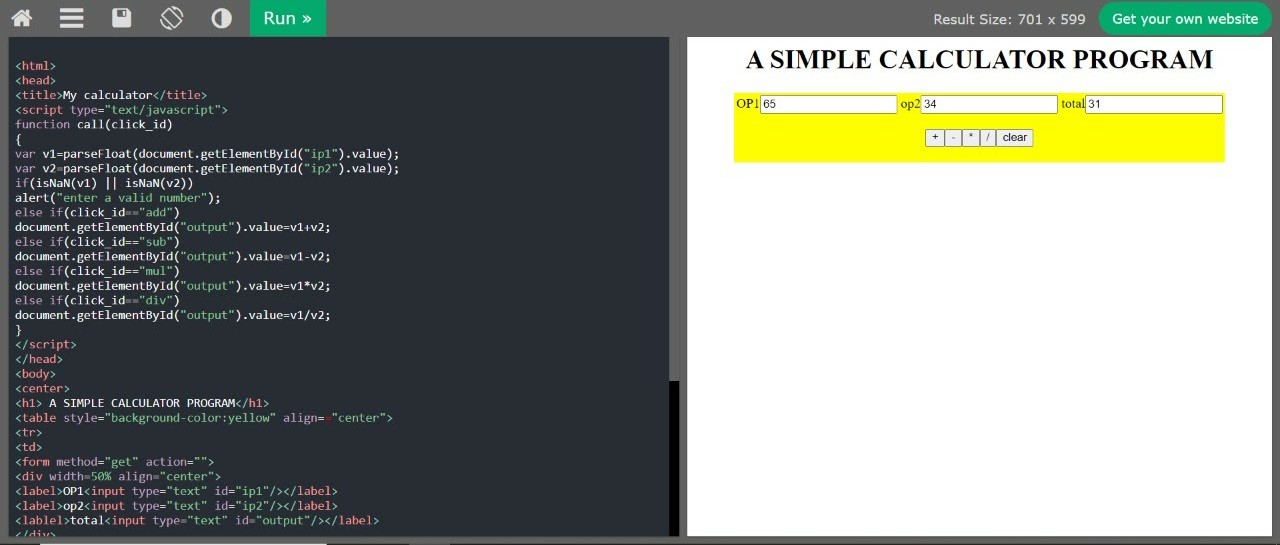 Run »
Result Size: 701 x 599
Get your own website
<html>
<head>
<title>My calculator</title>
<script type="text/javascript">
function call(click_id)
{
var v1=parseFloat(document.getElementById("ip1").value);
var v2=parseFloat(document.getElementById("ip2").value);
if(isNaN(v1) || isNaN(v2))
alert("enter a valid number");
else if(click_id=="add")
document.getElementById("output").value=v1+v2;
else if(click_id=="sub")
document.getElementById("output").value=v1-v2;
else if(click_id=="mul")
document.getElementById("output").value=v1*v2;
else if(click_id=="div")
document.getElementById("output").value=v1/v2;
}
</script>
</head>
<body>
<center>
<h1> A SIMPLE CALCULATOR PROGRAM</h1>
<table style="background-color:yellow" align=="center">
<tr>
<td>
<form method="get" action="">
<div width=50% align="center">
<label>OP1<input type="text" id="ip1"/></label>
<label>op2<input type="text" id="ip2"/></label>
<lablel>total<input type="text" id="output"/></label>
</div>
A SIMPLE CALCULATOR PROGRAM
OP1 65 op2 34 total 31
+ - * / clear